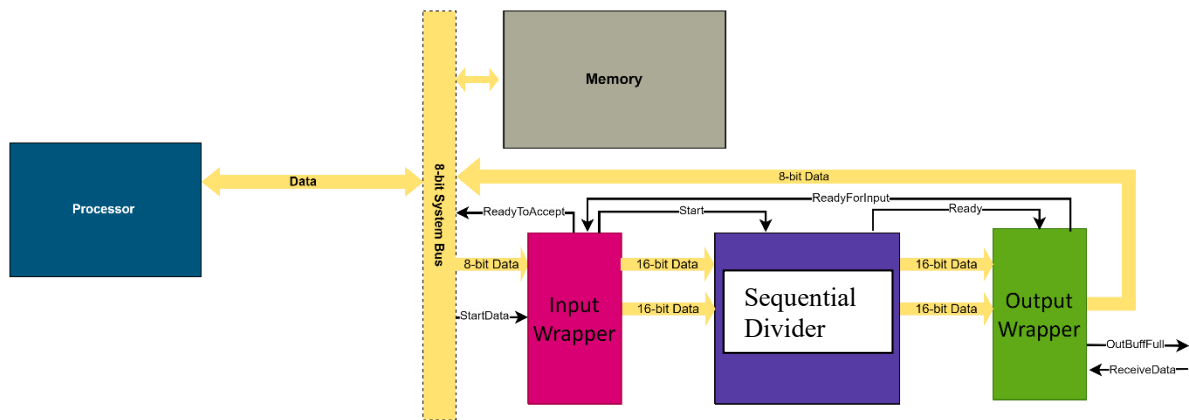 Memory
Processor
Data
8-bit System Bus
8-bit Data
ReadyForInput
ReadyToAccept
Start
Ready
8-bit Data
16-bit Data
16-bit Data
StartData
Input
Wrapper
16-bit Data
16-bit Data
Sequential
Divider
Output
Wrapper
OutBuffFull
ReceiveData